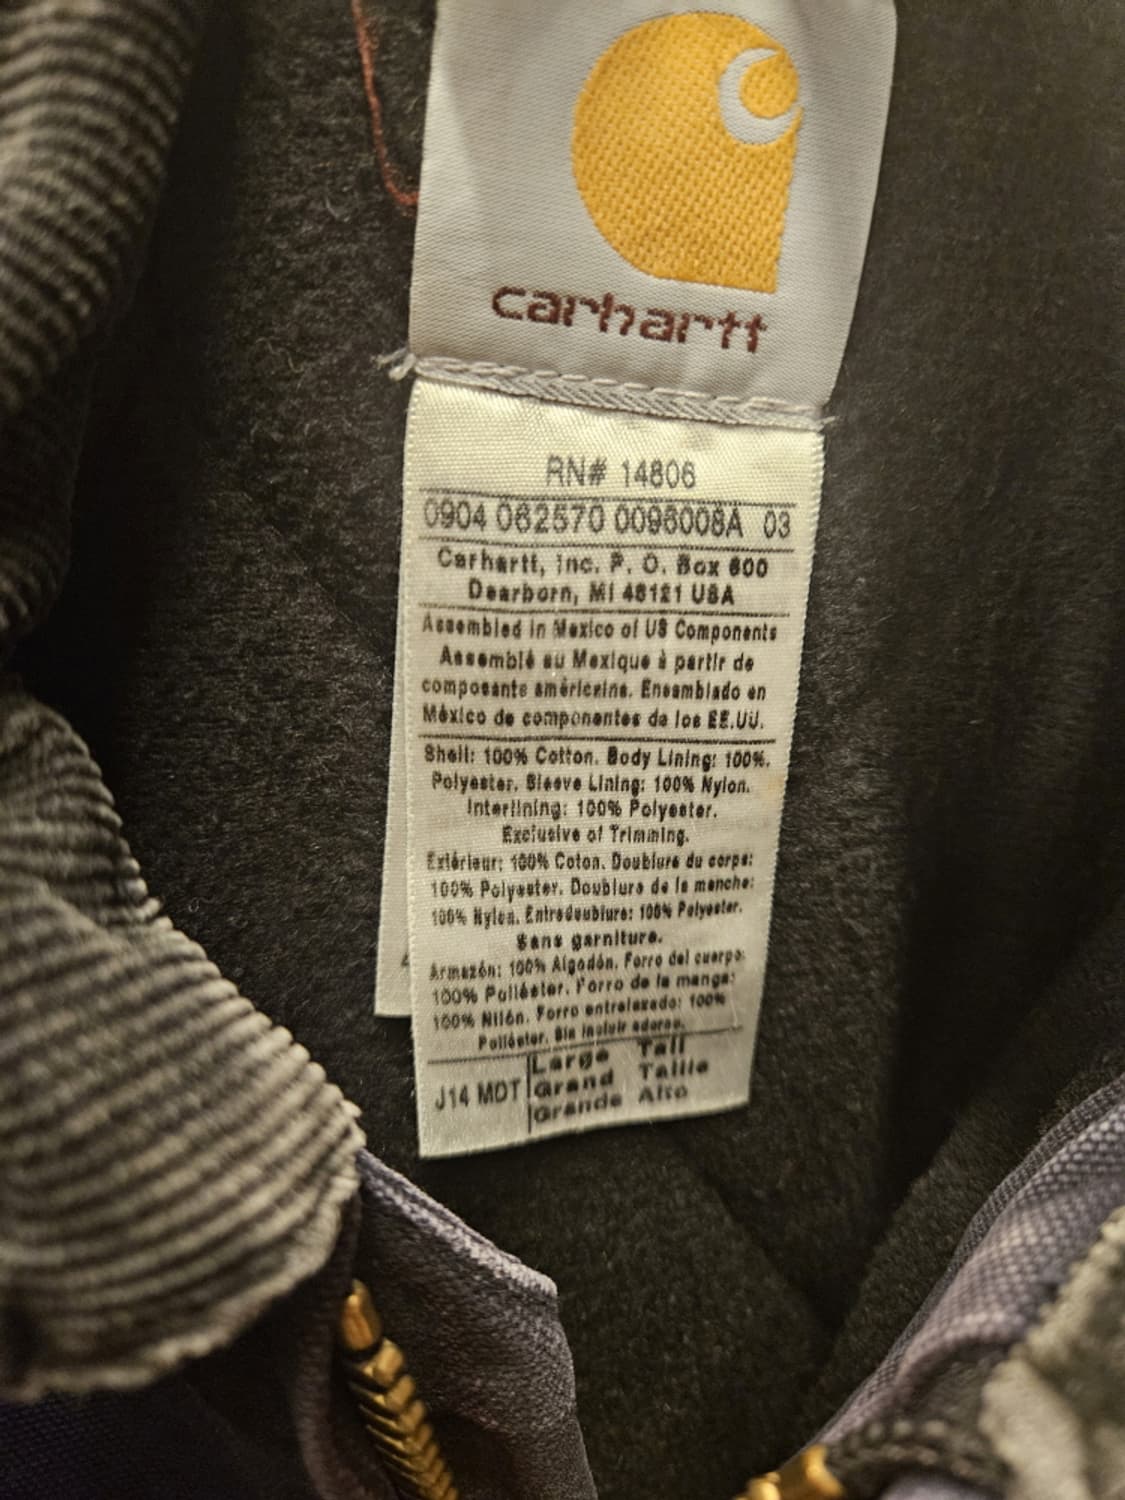 carhartt
RN# 14806
0904 062570 0096008A 03
Carhartt, Inc. P. O. Box 600
Dearborn, MI 48121 USA
Assembled in Mexico of US Components
Assemblé au Mexique à partir de
composants américains. Ensamblado en
México de componentes de los EE.UU.
Shell: 100% Cotton. Body Lining: 100%.
Polyester. Sleeve Lining: 100% Nylon.
Interlining: 100% Polyester.
Exclusive of Trimming.
Extérieur: 100% Coton. Doublure du corps:
100% Polyester. Doublure de la manche:
100% Nylon. Entredoublure: 100% Polyester.
Sans garniture.
Armazón: 100% Algodón. Forro del cuerpo:
100% Poliéster. Forro de la manga:
100% Nilón. Forro entrelazado: 100%
Poliéster. Sin incluir adorno.
Large Tall
J14 MDT Grand Taille
Grande Alto